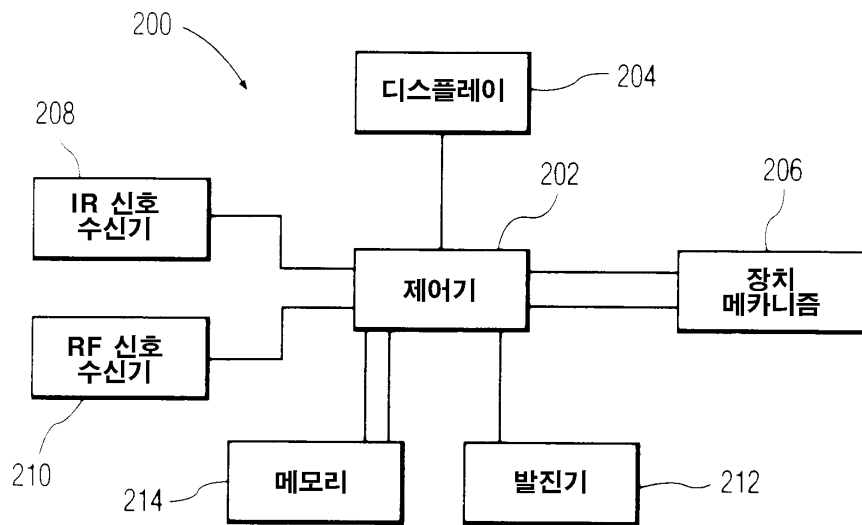 200
디스플레이
204
208
IR 신호
수신기
202
206
제어기
장치
메카니즘
RF 신호
수신기
210
메모리
214
발진기
212